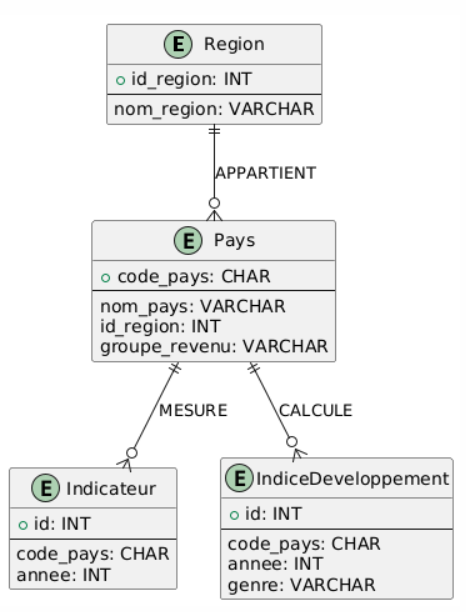 E Region
id_region: INT
nom_region: VARCHAR
APPARTIENT
E Pays
code_pays: CHAR
nom_pays: VARCHAR
id_region: INT
groupe_revenu: VARCHAR
MESURE
CALCULE
E Indicateur
id: INT
code_pays: CHAR
annee: INT
E IndiceDeveloppement
id: INT
code_pays: CHAR
annee: INT
genre: VARCHAR